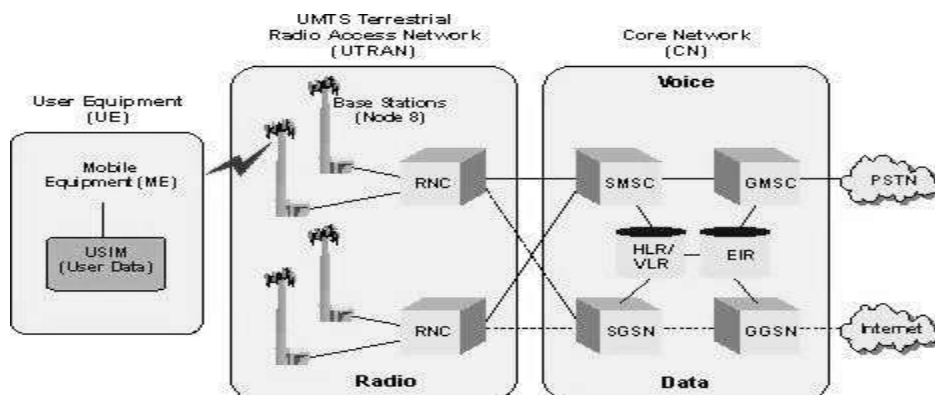 UMTS Terrestrial
Radio Access Network
(UTRAN)
Core Network
(CN)
User Equipment
(UE)
Voice
Base Stations
(Node 8)
Mobile
Equipment (ME)
USIM
(User Data)
RNC
SMSC
GMSC
PSTN
HLR/
VLR
EIR
RNC
SGSN
GGSN
Internet
Radio
Data